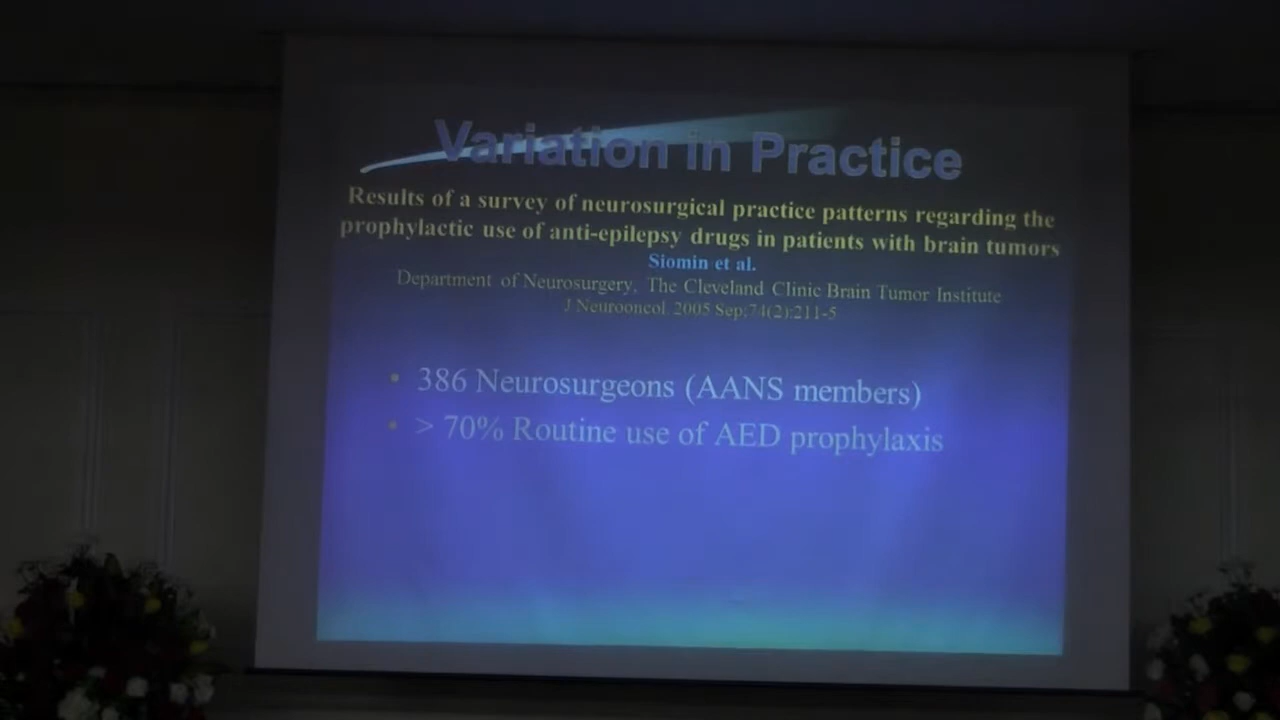 Variation in Practice
Results of a survey of neurosurgical practice patterns regarding the
prophylactic use of anti-epilepsy drugs in patients with brain tumors
Siomin et al.
Department of Neurosurgery, The Cleveland Clinic Brain Tumor Institute
J Neurooncol. 2005 Sep;74(2):211-5
• 386 Neurosurgeons (AANS members)
• > 70% Routine use of AED prophylaxis